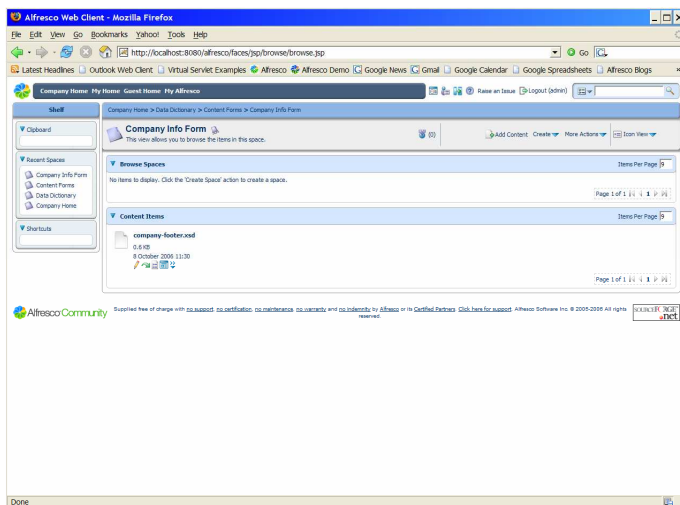 Alfresco Web Client - Mozilla Firefox
File Edit View Go Bookmarks Yahoo! Tools Help
http://localhost:8080/alfresco/faces/jsp/browse/browse.jsp Go
Latest Headlines Outlook Web Client Virtual Servlet Examples Alfresco Alfresco Demo Google News Gmail Google Calendar Google Spreadsheets Alfresco Blogs
Company Home My Home Guest Home My Alfresco Raise an Issue Logout (admin)
Shelf
Company Home > Data Dictionary > Content Forms > Company Info Form
Clipboard
Company Info Form
This view allows you to browse the items in this space.
(0) Add Content Create More Actions Icon View
Recent Spaces
Company Info Form
Content Forms
Data Dictionary
Company Home
Shortcuts
Browse Spaces Items Per Page 9
No items to display. Click the 'Create Space' action to create a space.
Page 1 of 1 1
Content Items Items Per Page 9
company-footer.xsd
0.6 KB
8 October 2006 11:30
Page 1 of 1 1
Alfresco Community
Supplied free of charge with no support, no certification, no maintenance, no warranty and no indemnity by Alfresco or its Certified Partners. Click here for support. Alfresco Software Inc. © 2005-2006 All rights
reserved.
SOURCEFORGE
.net
Done